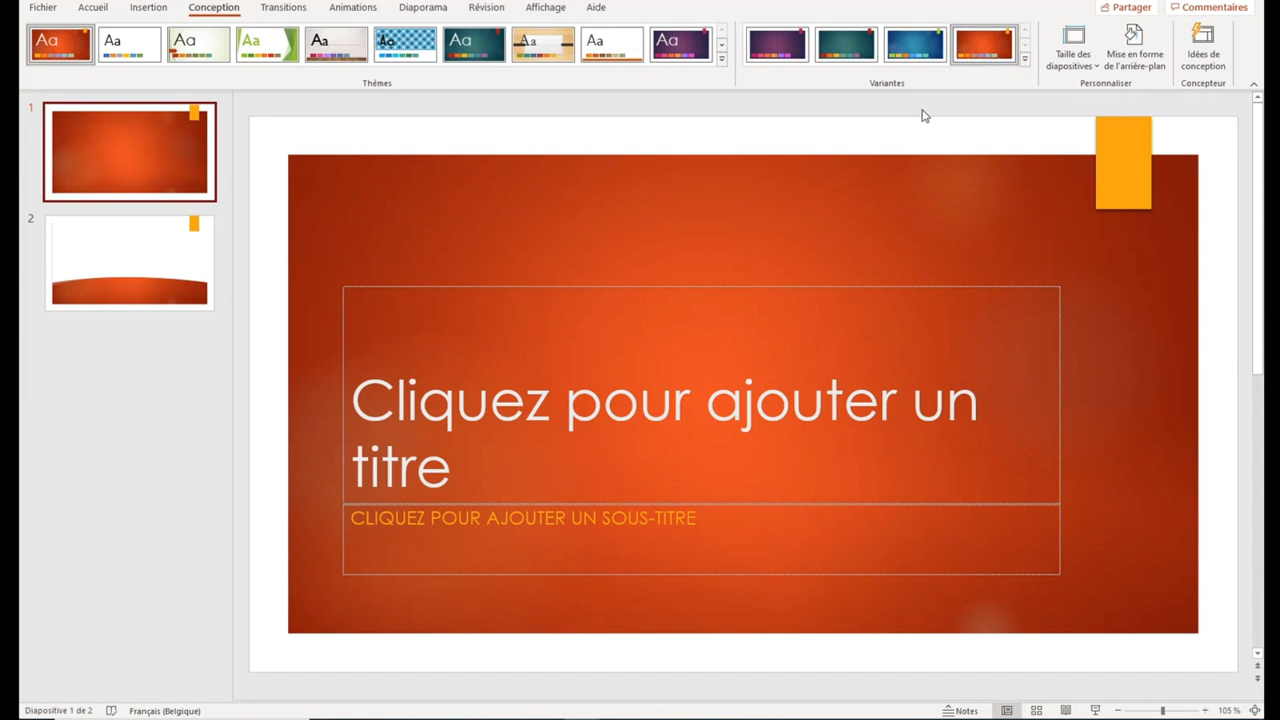 Fichier Accueil Insertion Conception Transitions Animations Diaporama Révision Affichage Aide Partager Commentaires
Aa Aa Aa Aa Aa Aa Aa Aa Aa Aa
Taille des diapositives
Mise en forme de l'arrière-plan
Idées de conception
Thèmes Variantes Personnaliser Concepteur
1
2
Cliquez pour ajouter un
titre
CLIQUEZ POUR AJOUTER UN SOUS-TITRE
Diapositive 1 de 2 Français (Belgique) Notes 105 %